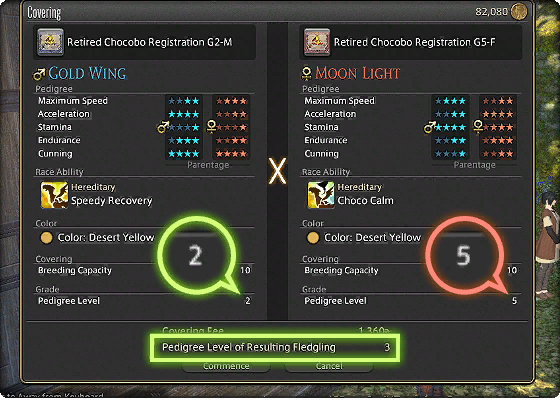 Covering
82,080
Retired Chocobo Registration G2-M
Retired Chocobo Registration G5-F
♂ GOLD WING
♀ MOON LIGHT
Pedigree
Pedigree
Maximum Speed
Maximum Speed
Acceleration
Acceleration
Stamina
Stamina
Endurance
Endurance
Cunning
Cunning
Parentage
Parentage
X
Race Ability
Race Ability
Hereditary
Hereditary
Speedy Recovery
Choco Calm
Color
Color
Color: Desert Yellow
Color: Desert Yellow
2
5
Covering
Covering
Breeding Capacity 10
Breeding Capacity 10
Grade
Grade
Pedigree Level 2
Pedigree Level 5
Covering Fee 1,360
Pedigree Level of Resulting Fledgling 3
Commence
Cancel
to Away from Keyboard